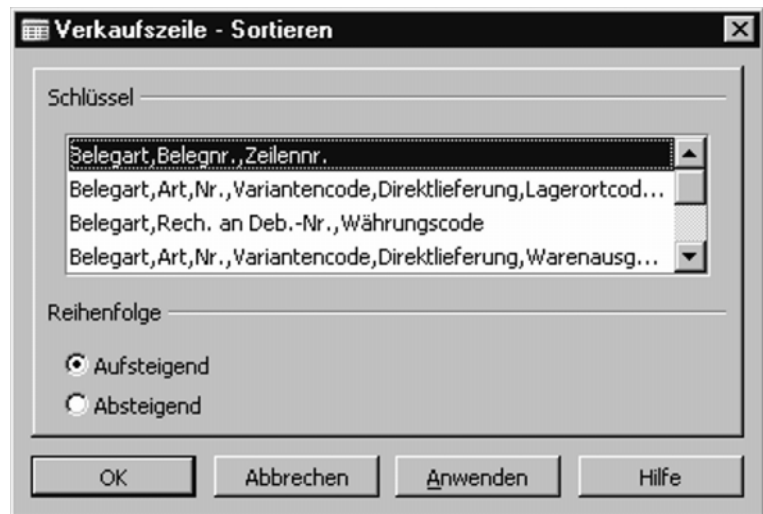 Verkaufszeile - Sortieren
Schlüssel
Belegart,Belegnr.,Zeilennr.
Belegart,Art,Nr.,Variantencode,Direktlieferung,Lagerortcod...
Belegart,Rech. an Deb.-Nr.,Währungscode
Belegart,Art,Nr.,Variantencode,Direktlieferung,Warenausg...
Reihenfolge
Aufsteigend
Absteigend
OK Abbrechen Anwenden Hilfe